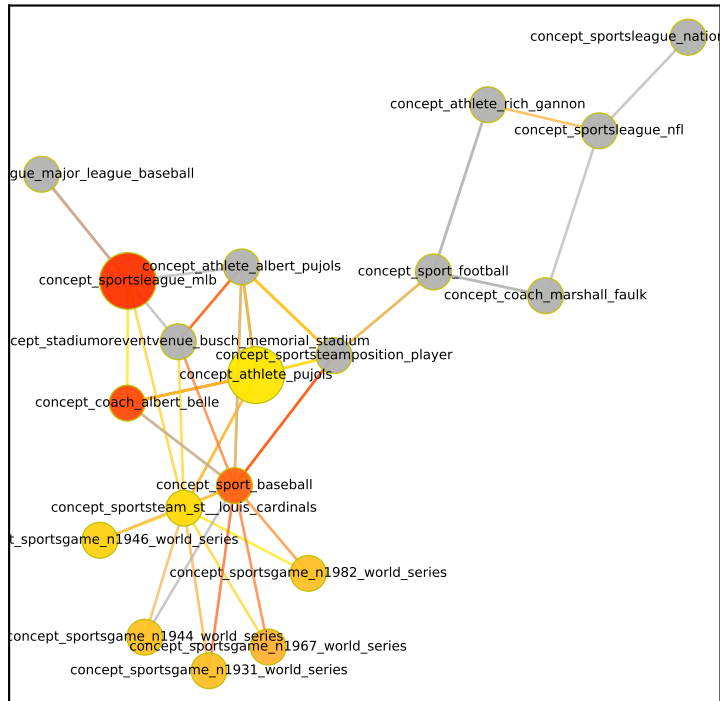 concept_sportsleague_nation
concept_athlete_rich_gannon
concept_sportsleague_nfl
gue_major_league_baseball
concept_athlete_albert_pujols
concept_sport_football
concept_sportsleague_mlb
concept_coach_marshall_faulk
cept_stadiumoreventvenue_busch_memorial_stadium
concept_sportsteamposition_player
concept_athlete_pujols
concept_coach_albert_belle
concept_sport_baseball
concept_sportsteam_st__louis_cardinals
t_sportsgame_n1946_world_series
concept_sportsgame_n1982_world_series
concept_sportsgame_n1944_world_series
concept_sportsgame_n1967_world_series
concept_sportsgame_n1931_world_series